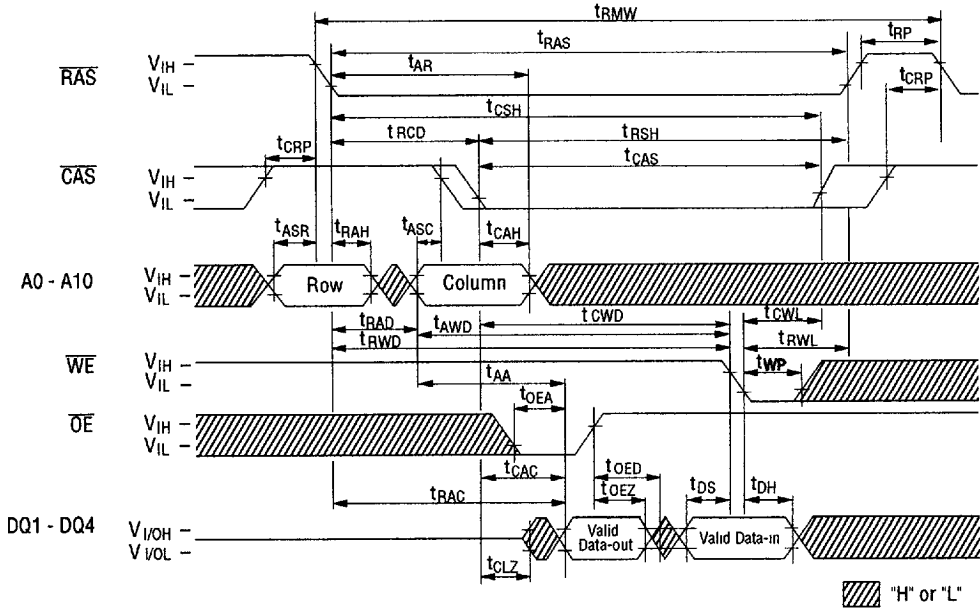 tRMW
tRAS
tRP
tAR
tCRP
RAS
VIH
VIL
tCSH
tRCD
tRSH
tCRP
tCAS
CAS
VIH
VIL
tASR
tRAH
tASC
tCAH
A0 - A10
VIH
VIL
Row
Column
tCWD
tCWL
tRAD
tAWD
tRWD
tRWL
WE
VIH
VIL
tAA
tWP
tOEA
OE
VIH
VIL
tOED
tCAC
tOEZ
tDS
tDH
tRAC
DQ1 - DQ4
VI/OH
VI/OL
Valid
Data-out
Valid Data-in
tCLZ
"H" or "L"